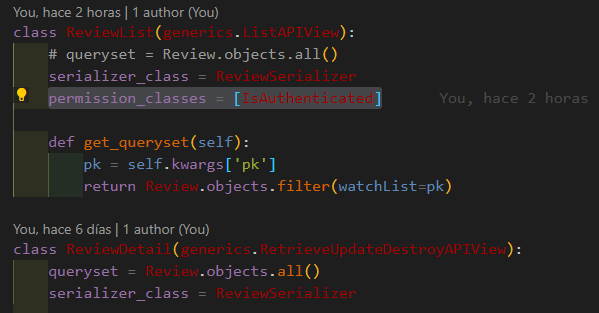 You, hace 2 horas | 1 author (You)
class ReviewList(generics.ListAPIView):
    # queryset = Review.objects.all()
    serializer_class = ReviewSerializer
    permission_classes = [IsAuthenticated]        You, hace 2 horas
    def get_queryset(self):
        pk = self.kwargs['pk']
        return Review.objects.filter(watchList=pk)
You, hace 6 días | 1 author (You)
class ReviewDetail(generics.RetrieveUpdateDestroyAPIView):
    queryset = Review.objects.all()
    serializer_class = ReviewSerializer